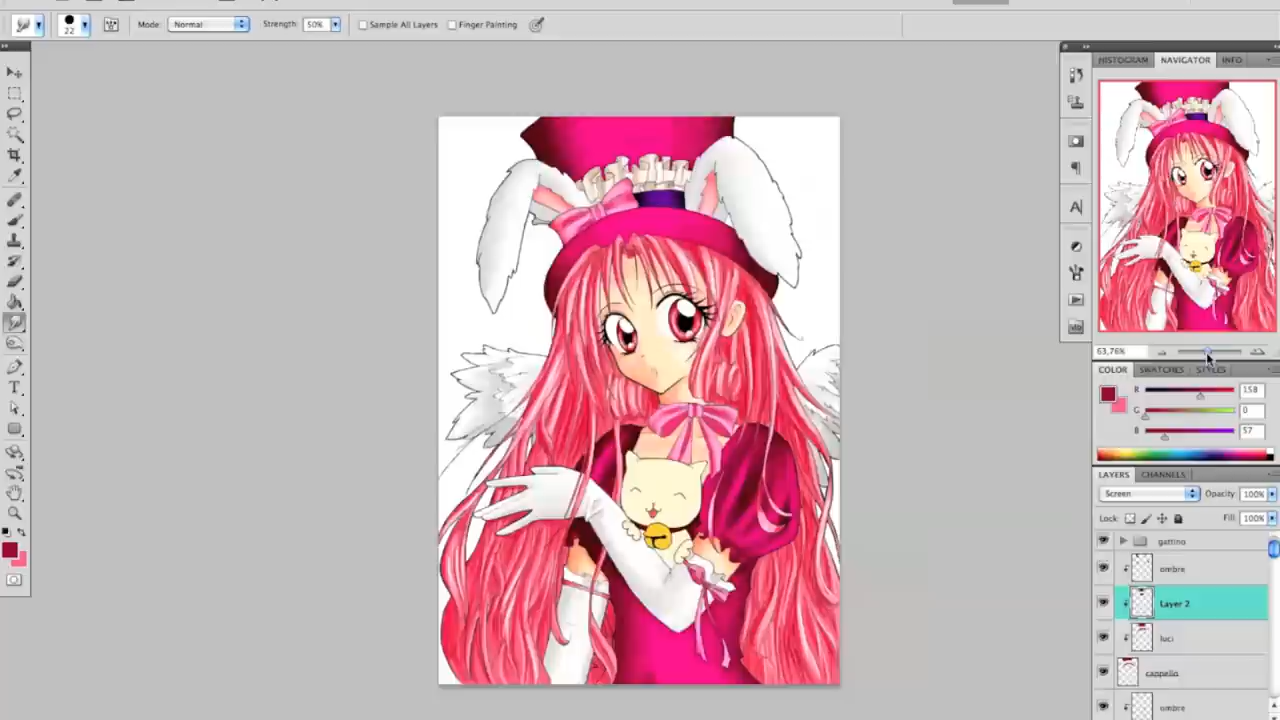 22 Mode: Normal Strength: 50% Sample All Layers Finger Painting
HISTOGRAM NAVIGATOR INFO
63,76%
COLOR SWATCHES STYLES
R 158
G 0
B 57
LAYERS CHANNELS
Screen Opacity: 100%
Lock: Fill: 100%
gattino
ombre
Layer 2
luci
cappello
ombre